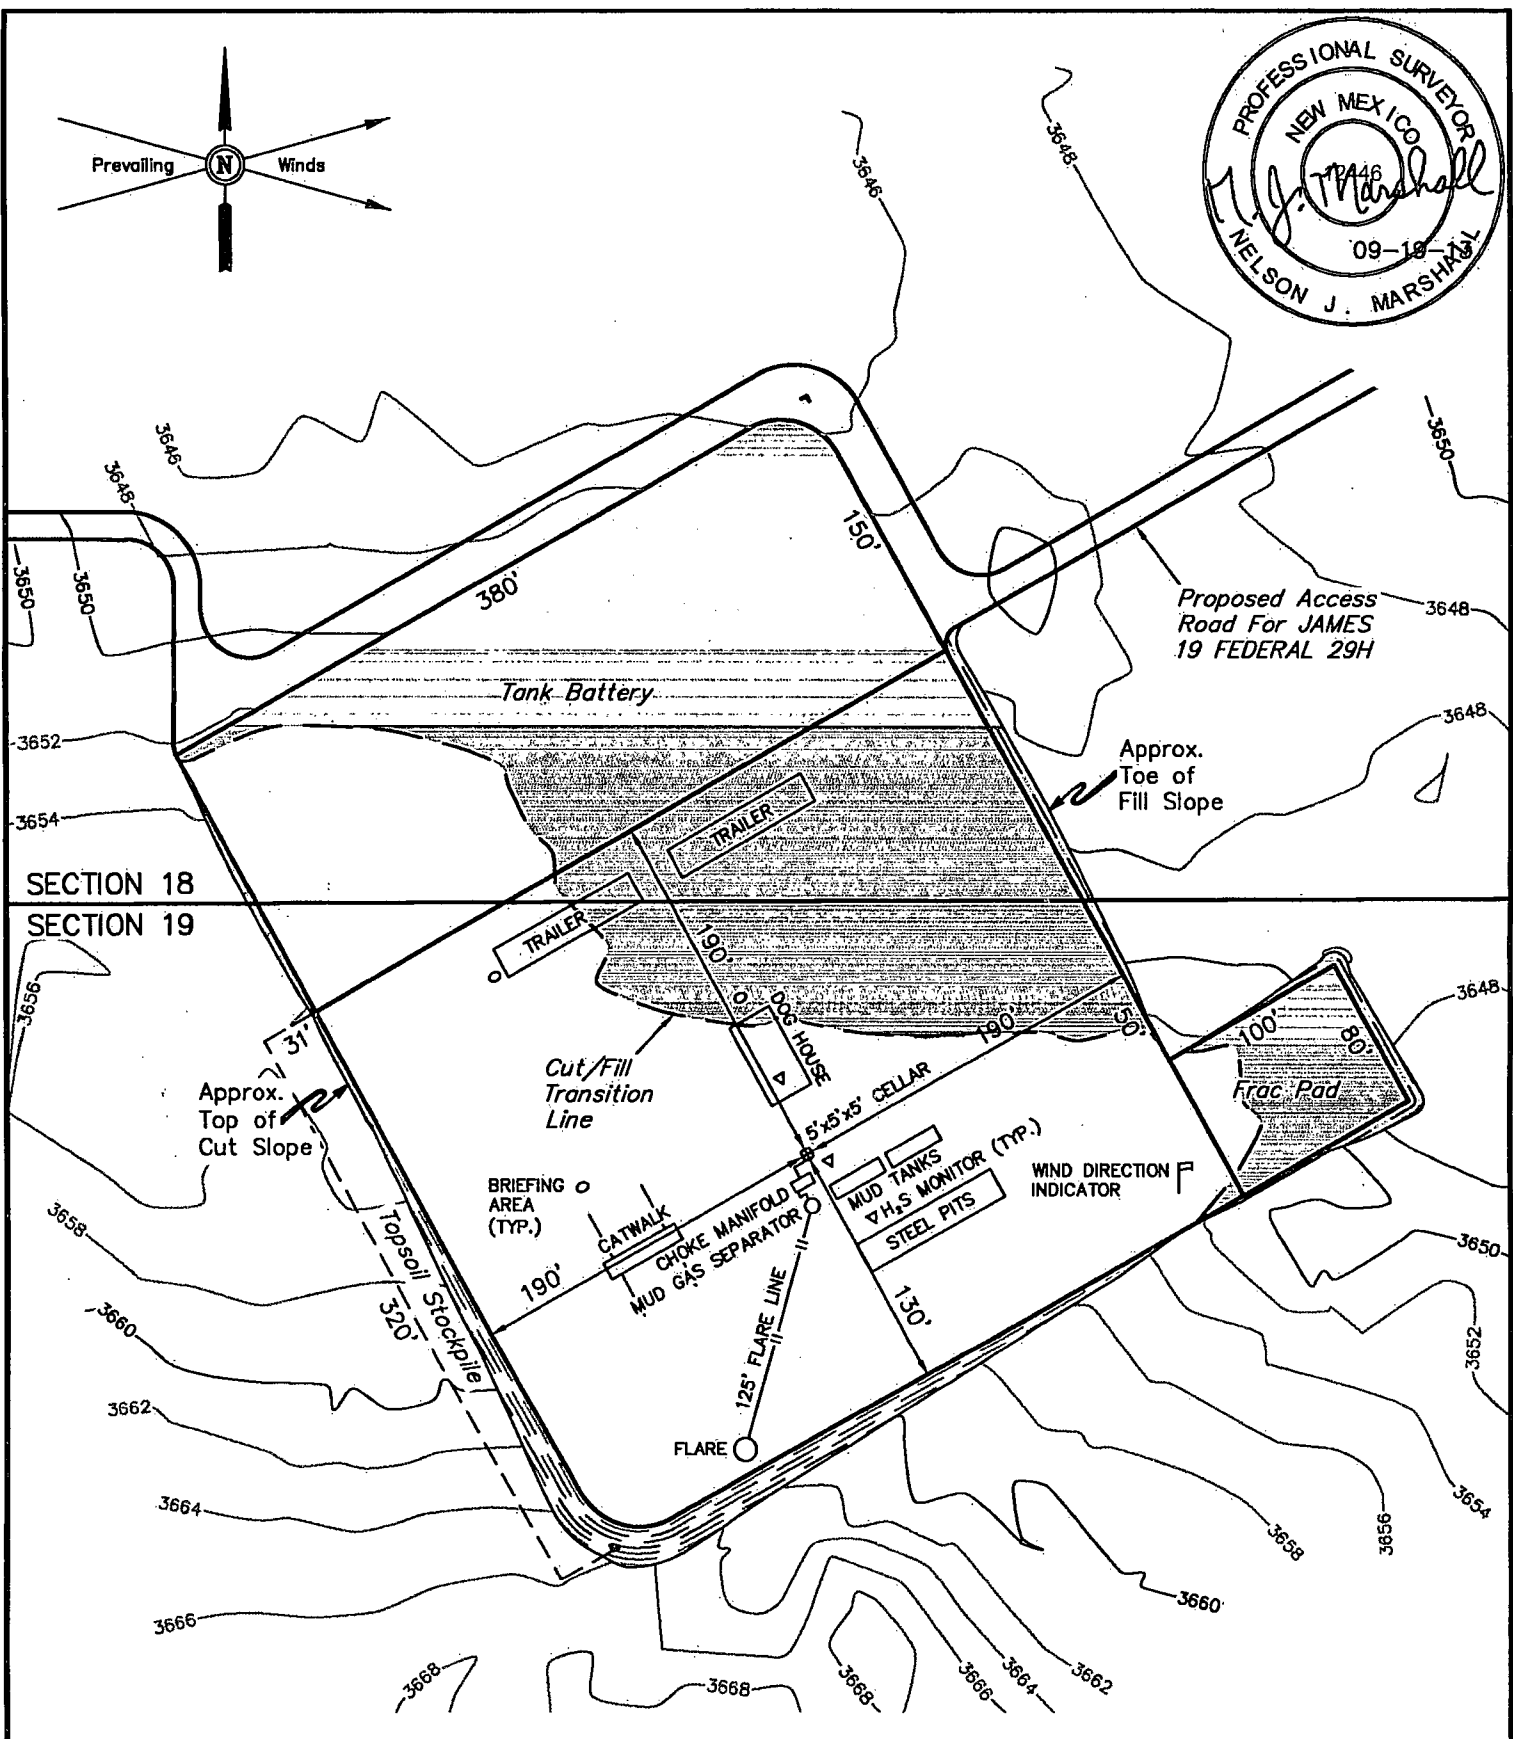 PROFESSIONAL SURVEYOR
NEW MEXICO
12446
N. J. Marshall
09-19-13
NELSON J. MARSHALL
Prevailing
N
Winds
3646
3648
3646
3648
3650
3650
3650
380'
150'
Proposed Access
Road For JAMES
19 FEDERAL 29H
3648
3648
Tank Battery
3652
Approx.
Toe of
Fill Slope
3654
TRAILER
SECTION 18
SECTION 19
TRAILER
190'
3656
31'
DOG HOUSE
190'
50'
100'
80'
3648
Cut/Fill
Transition
Line
Approx.
Top of
Cut Slope
Frac Pad
5'x5'x5' CELLAR
MUD TANKS
H₂S MONITOR (TYP.)
STEEL PITS
WIND DIRECTION
INDICATOR
BRIEFING
AREA
(TYP.)
CATWALK
CHOKE MANIFOLD
MUD GAS SEPARATOR
3658
Topsoil Stockpile
320'
190'
130'
3650
3660
125' FLARE LINE
3652
3662
FLARE
3664
3654
3656
3658
3660
3666
3668
3668
3668
3666
3664
3662